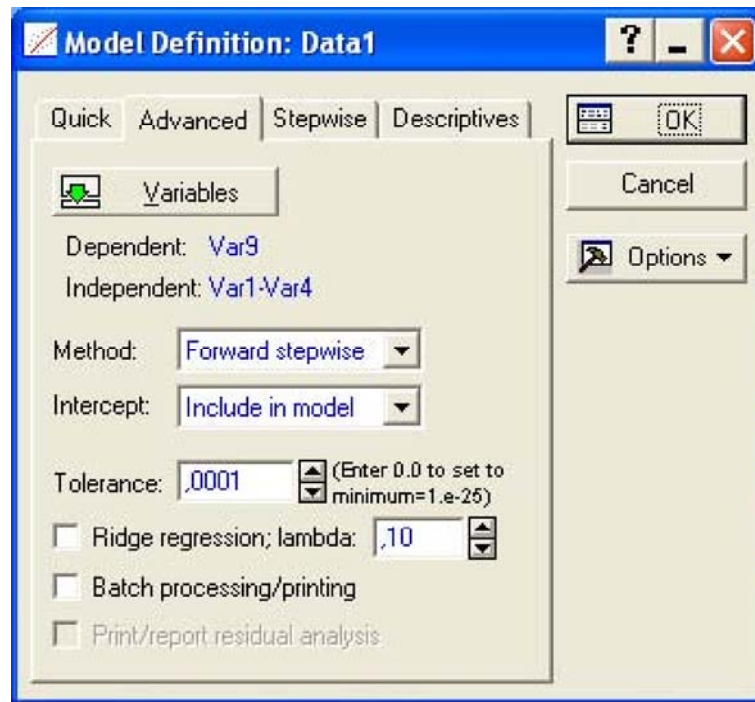 Model Definition: Data1
Quick Advanced Stepwise Descriptives
OK
Cancel
Options
Variables
Dependent: Var9
Independent: Var1-Var4
Method: Forward stepwise
Intercept: Include in model
Tolerance: ,0001 (Enter 0.0 to set to
minimum=1.e-25)
Ridge regression; lambda: ,10
Batch processing/printing
Print/report residual analysis